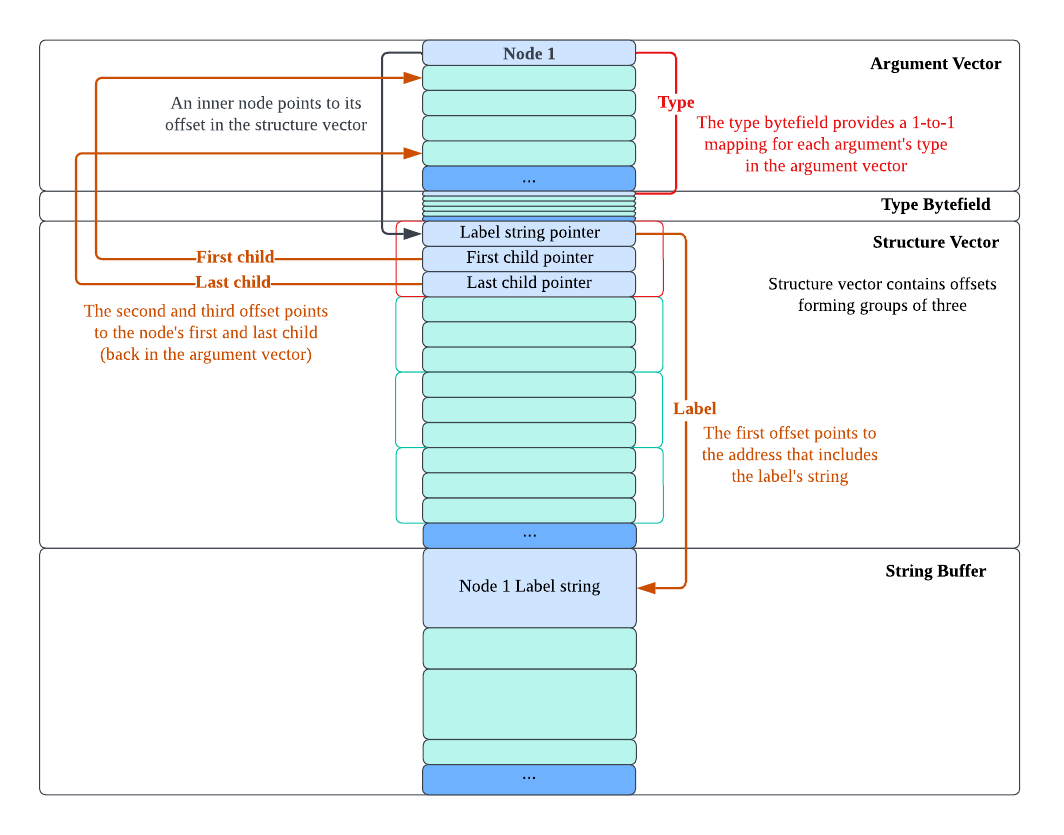 Node 1
Argument Vector
An inner node points to its
offset in the structure vector
Type
The type bytefield provides a 1-to-1
mapping for each argument's type
in the argument vector
...
Type Bytefield
Label string pointer
Structure Vector
First child
First child pointer
Last child
Last child pointer
Structure vector contains offsets
forming groups of three
The second and third offset points
to the node's first and last child
(back in the argument vector)
Label
The first offset points to
the address that includes
the label's string
...
String Buffer
Node 1 Label string
...